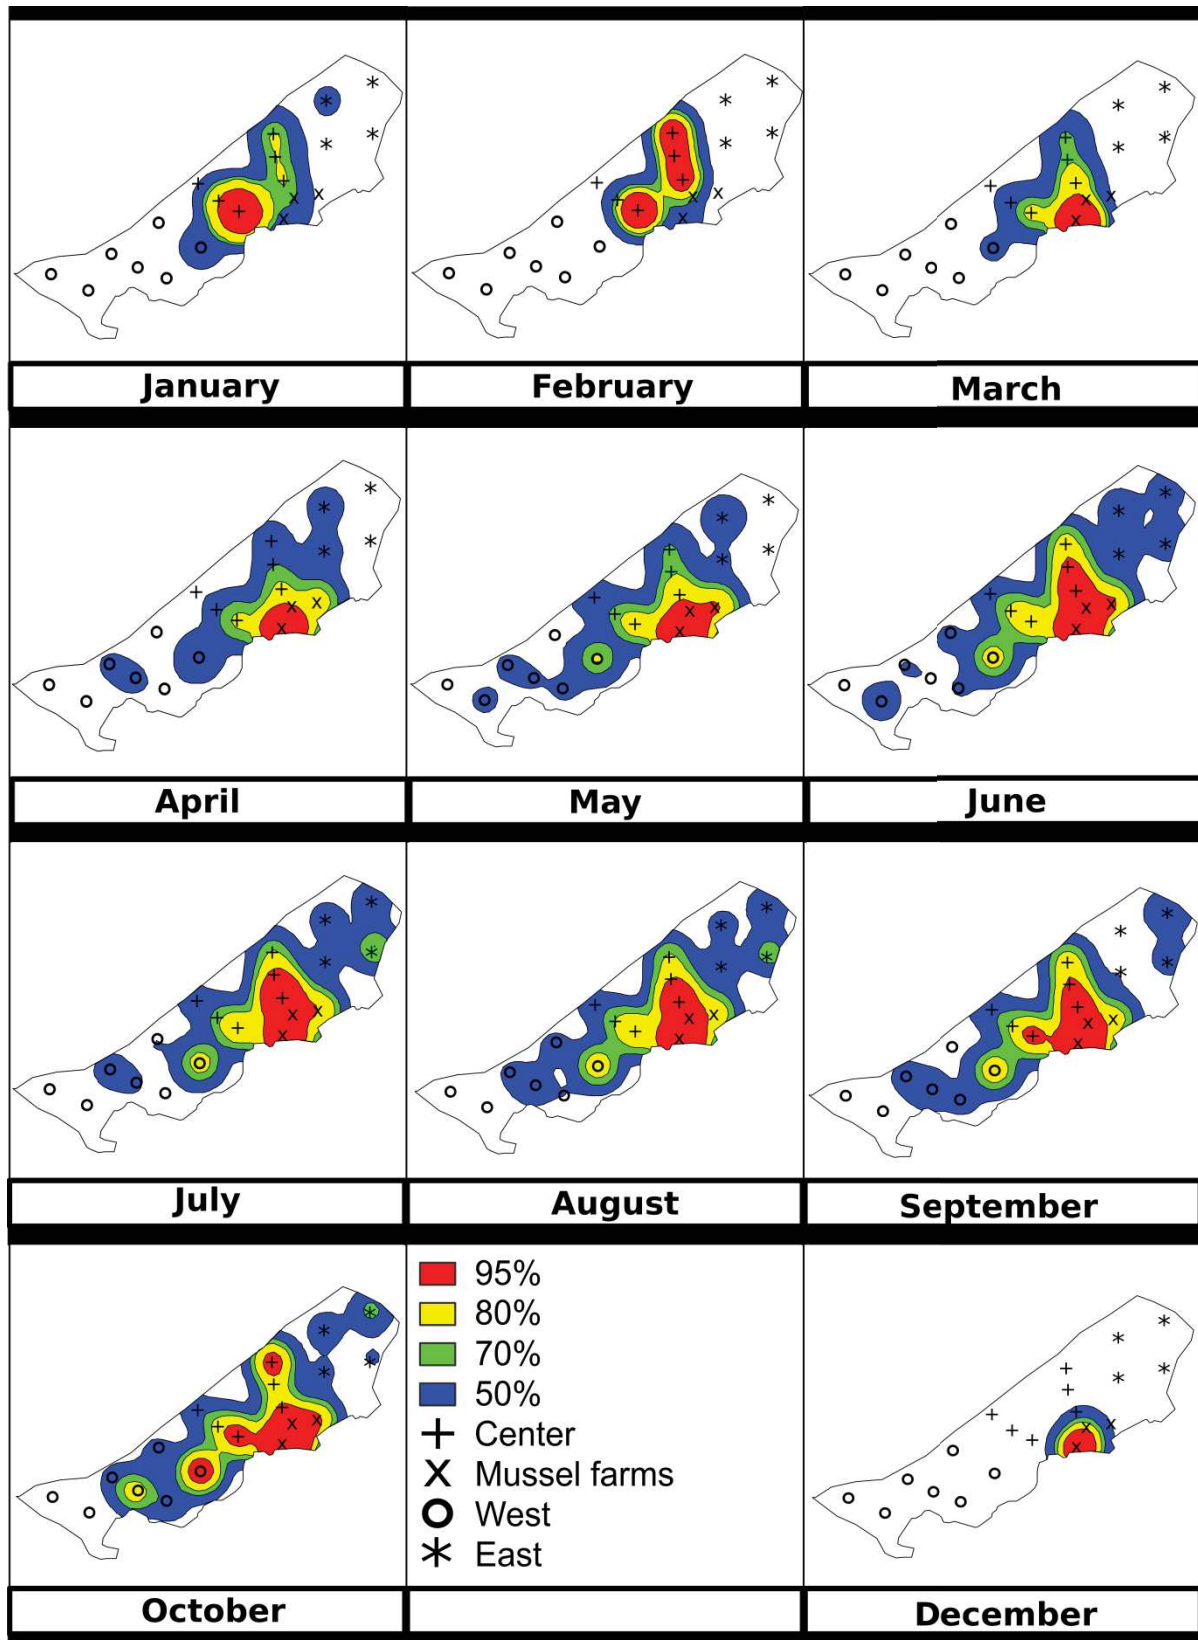 January
February
March
April
May
June
July
August
September
95%
80%
70%
50%
Center
Mussel farms
West
East
October
December